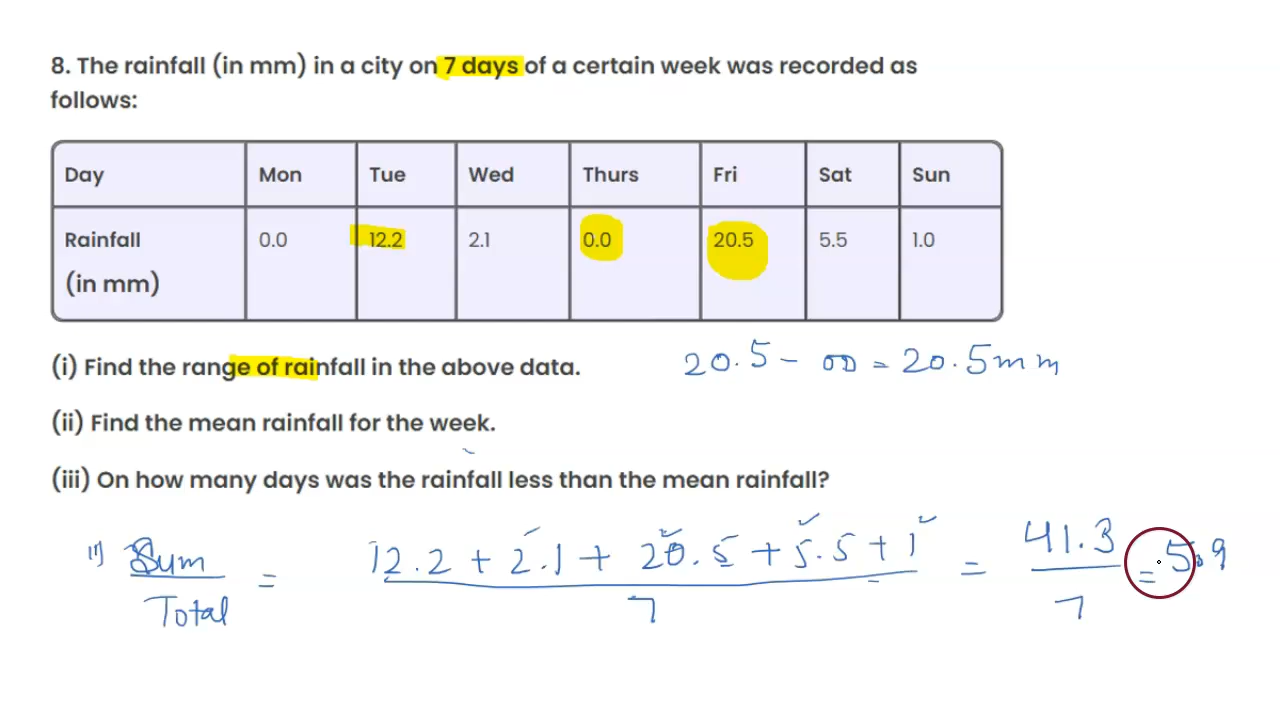 8. The rainfall (in mm) in a city on 7 days of a certain week was recorded as
follows:
Day Mon Tue Wed Thurs Fri Sat Sun
Rainfall 0.0 12.2 2.1 0.0 20.5 5.5 1.0
(in mm)
(i) Find the range of rainfall in the above data. 20.5 - 00 = 20.5mm
(ii) Find the mean rainfall for the week.
(iii) On how many days was the rainfall less than the mean rainfall?
11) Sum = 12.2 + 2.1 + 20.5 + 5.5 + 1 = 41.3 = 5.9
Total 7 7